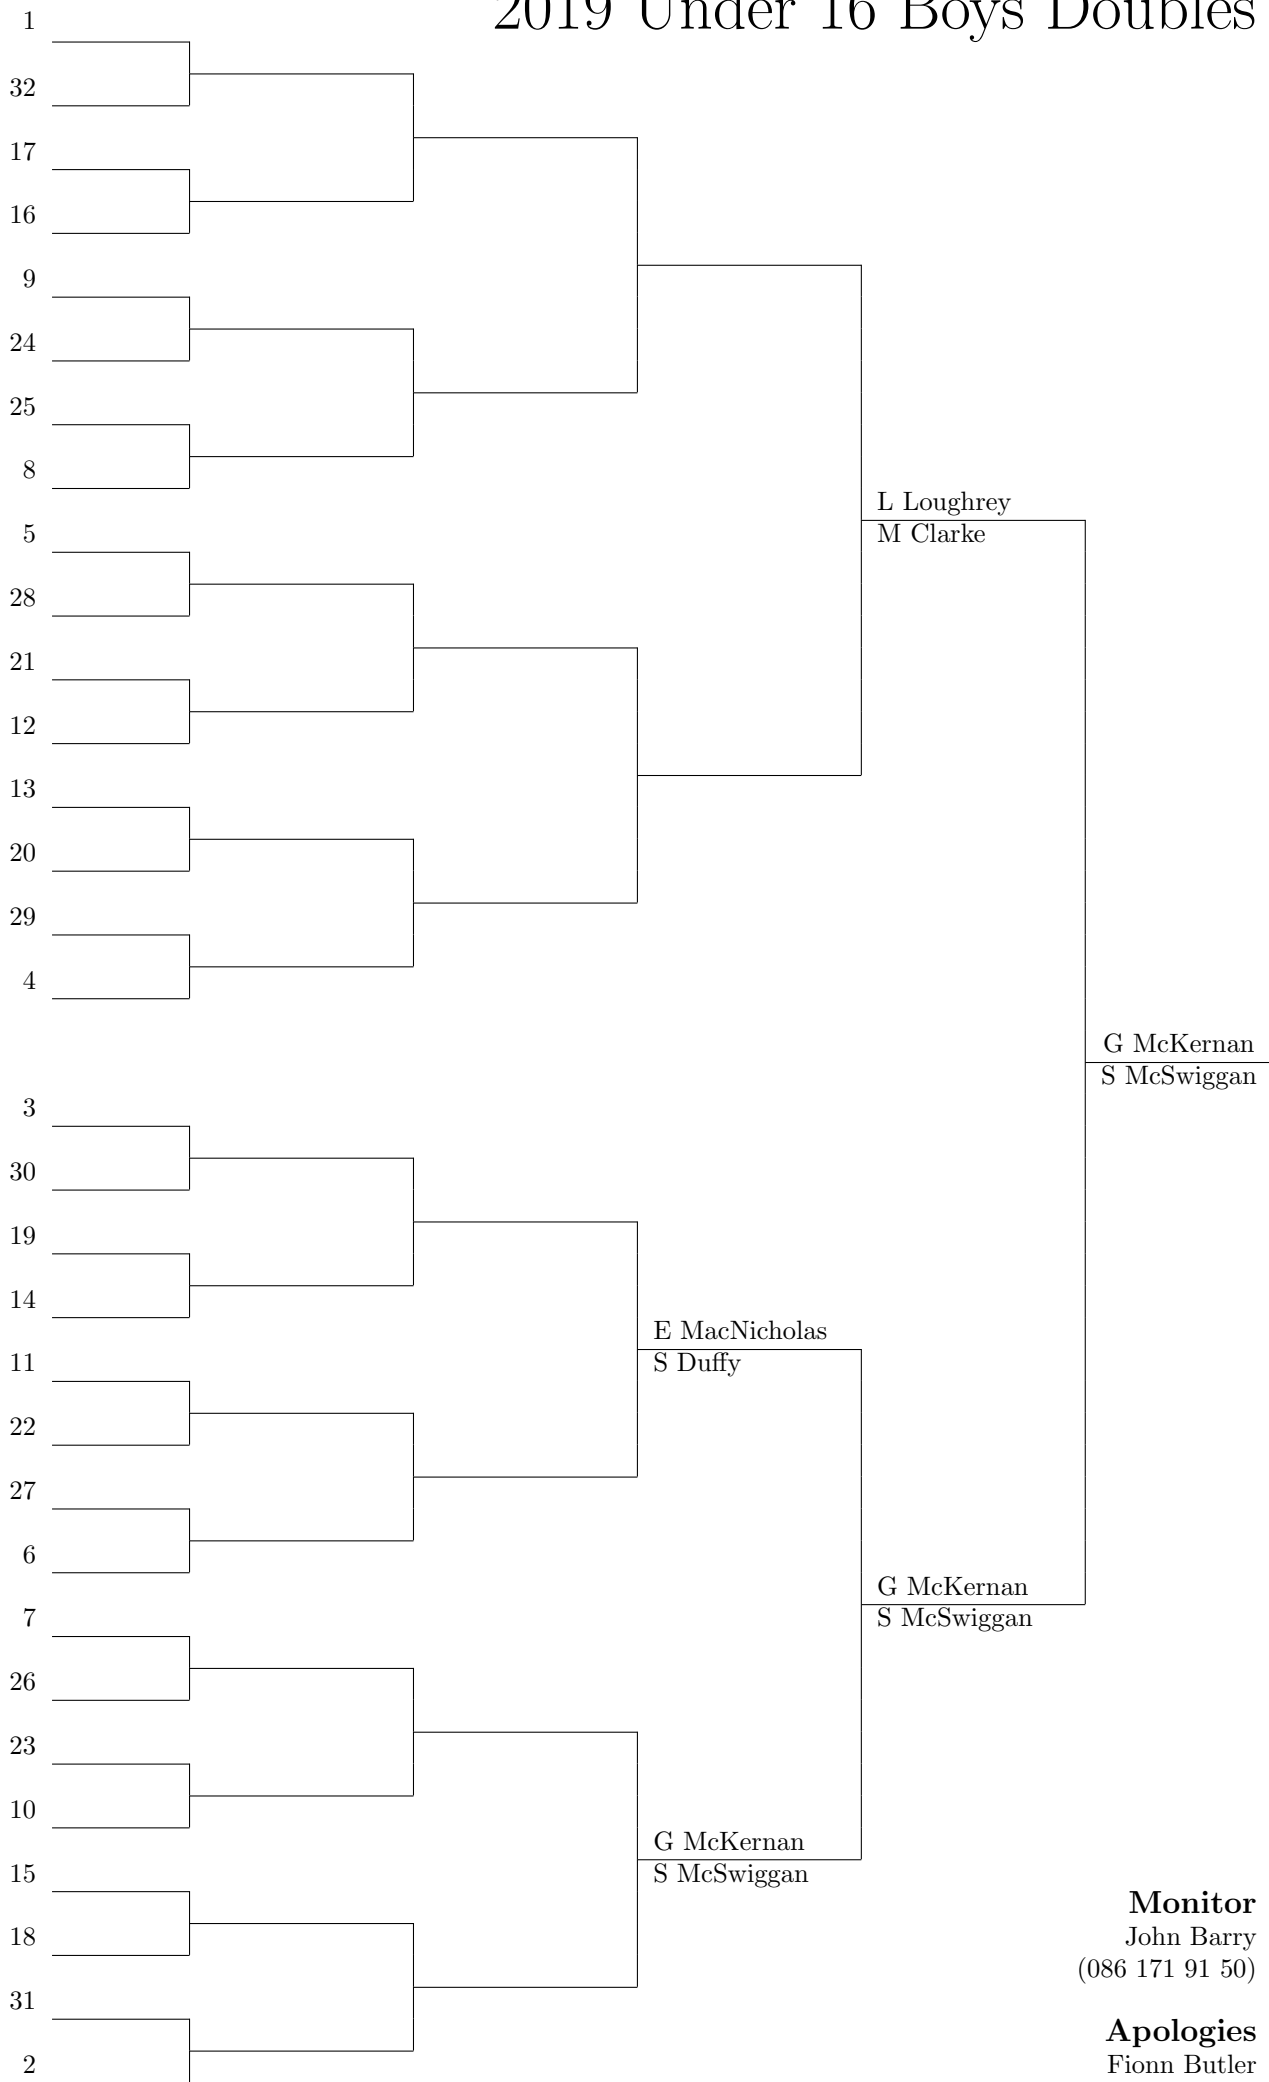 2019 Under 16 Boys Doubles
1
32
17
16
9
24
25
8
L Loughrey
5
M Clarke
28
21
12
13
20
29
4
G McKernan
S McSwiggan
3
30
19
14
E MacNicholas
11
S Duffy
22
27
6
G McKernan
7
S McSwiggan
26
23
10
G McKernan
15
S McSwiggan
Monitor
18
John Barry
(086 171 91 50)
31
Apologies
2
Fionn Butler